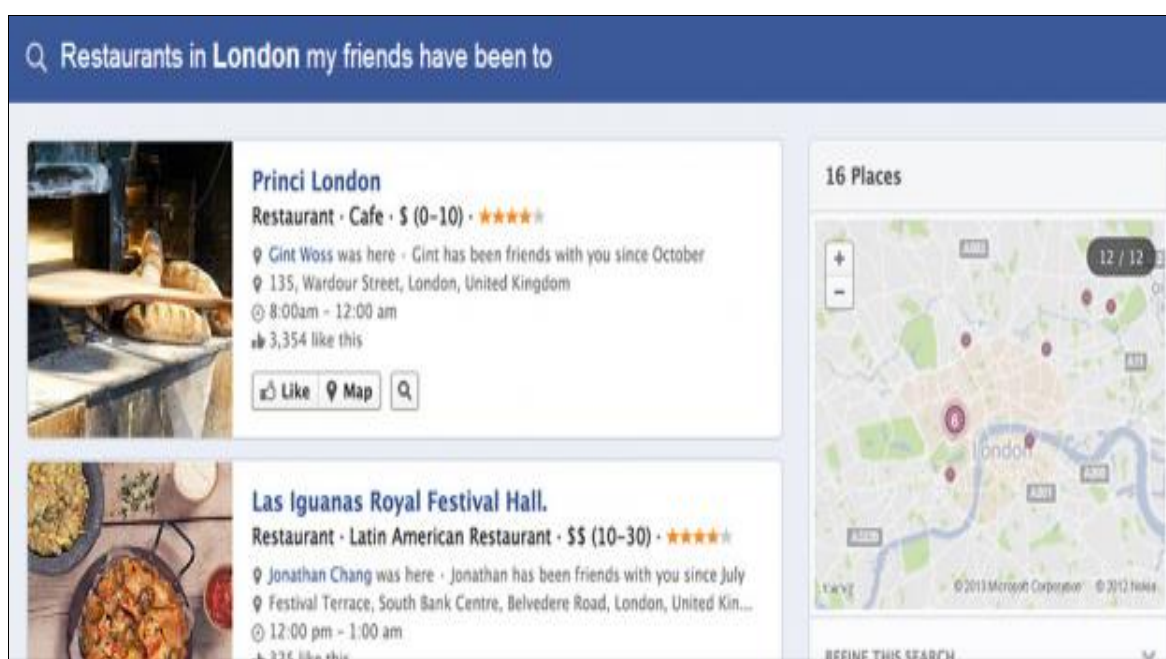 Restaurants in London my friends have been to
Princi London
Restaurant · Cafe · $ (0-10) ·
Gint Woss was here · Gint has been friends with you since October
135, Wardour Street, London, United Kingdom
8:00am - 12:00 am
3,354 like this
Like Map
Las Iguanas Royal Festival Hall.
Restaurant · Latin American Restaurant · $$ (10-30) ·
Jonathan Chang was here · Jonathan has been friends with you since July
Festival Terrace, South Bank Centre, Belvedere Road, London, United Kin...
12:00 pm - 1:00 am
325 like this
16 Places
+
12 / 12
−
6
London
© 2013 Microsoft Corporation © 2012 Nokia
REFINE THIS SEARCH